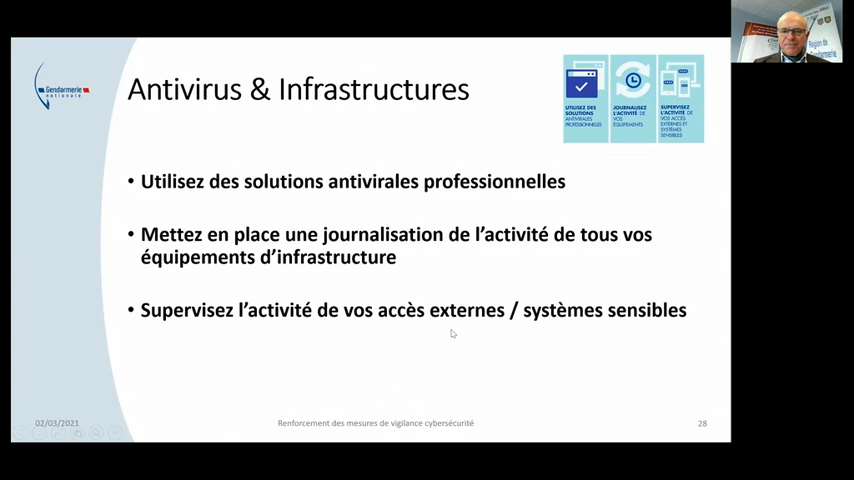 Gendarmerie
nationale
Antivirus & Infrastructures
UTILISEZ DES
SOLUTIONS
ANTIVIRALES
PROFESSIONNELLES
JOURNALISEZ
L'ACTIVITÉ DE
VOS
ÉQUIPEMENTS
SUPERVISEZ
L'ACTIVITÉ DE
VOS ACCÈS
EXTERNES ET
SYSTÈMES
SENSIBLES
• Utilisez des solutions antivirales professionnelles
• Mettez en place une journalisation de l'activité de tous vos
équipements d'infrastructure
• Supervisez l'activité de vos accès externes / systèmes sensibles
02/03/2021
Renforcement des mesures de vigilance cybersécurité
28
Région de
Gendarmerie